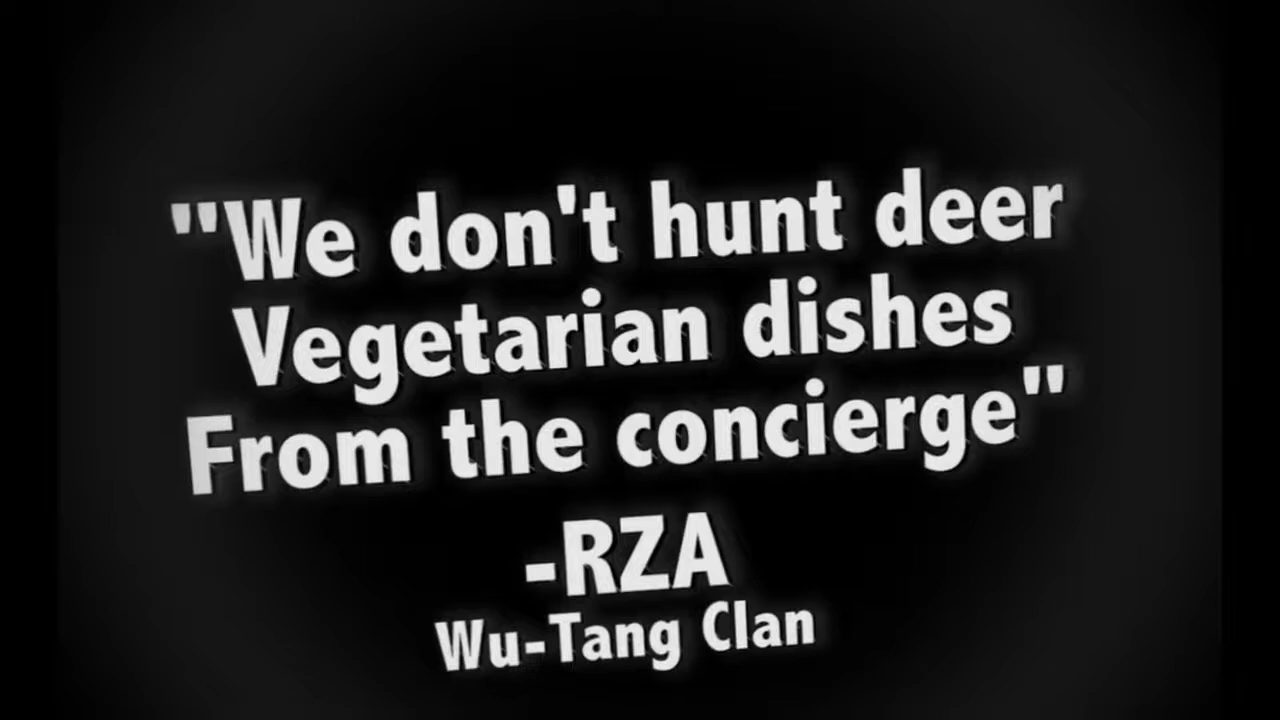 "We don't hunt deer
Vegetarian dishes
From the concierge"
-RZA
Wu-Tang Clan